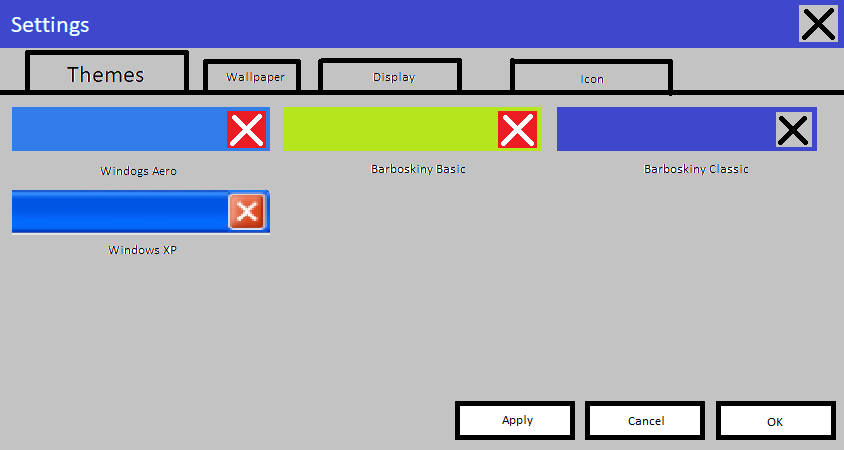 Settings
Themes
Wallpaper
Display
Icon
Windogs Aero
Barboskiny Basic
Barboskiny Classic
Windows XP
Apply
Cancel
OK